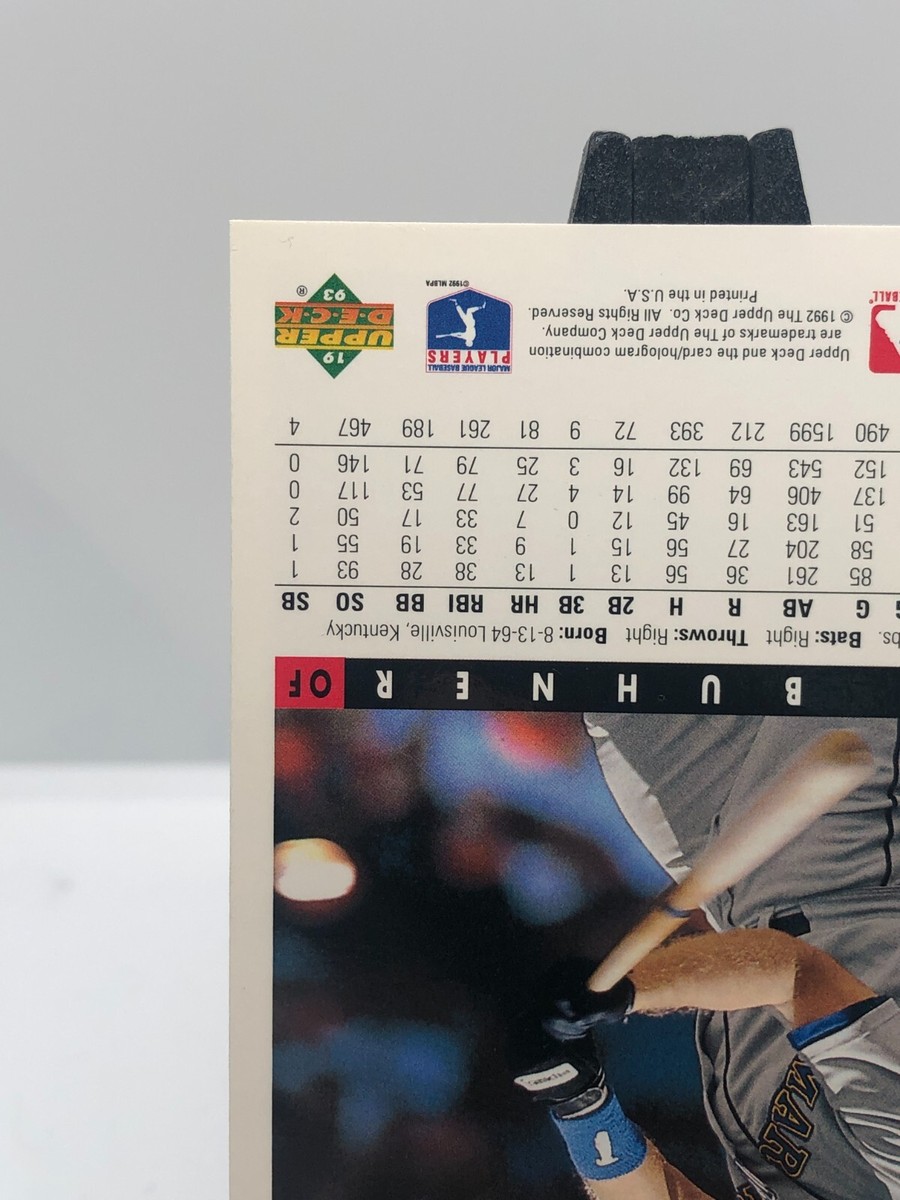 MAR
BUHNER OF
Bats: Right Throws: Right Born: 8-13-64 Louisville, Kentucky
G AB R H 2B 3B HR RBI BB SO SB
85 261 36 56 13 1 13 38 28 93 1
58 204 27 56 15 1 9 33 19 55 1
51 163 16 45 12 0 7 33 17 50 2
137 406 64 99 14 4 27 77 53 117 0
152 543 69 132 16 3 25 79 71 146 0
490 1599 212 393 72 9 81 261 189 467 4
Upper Deck and the card/hologram combination
are trademarks of The Upper Deck Company.
© 1992 The Upper Deck Co. All Rights Reserved.
Printed in the U.S.A.
MAJOR LEAGUE BASEBALL
PLAYERS
©1992 MLBPA
19
UPPER
D·E·C·K
93
®